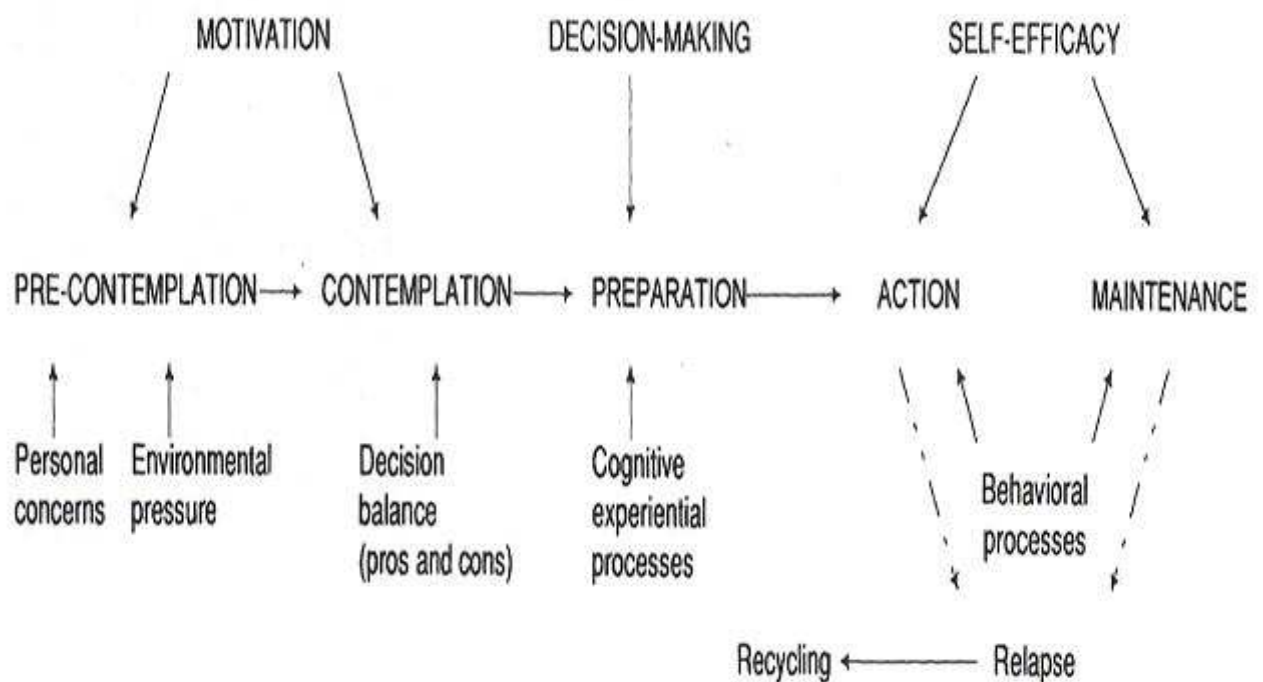 MOTIVATION
DECISION-MAKING
SELF-EFFICACY
PRE-CONTEMPLATION
CONTEMPLATION
PREPARATION
ACTION
MAINTENANCE
Personal
concerns
Environmental
pressure
Decision
balance
(pros and cons)
Cognitive
experiential
processes
Behavioral
processes
Recycling
Relapse